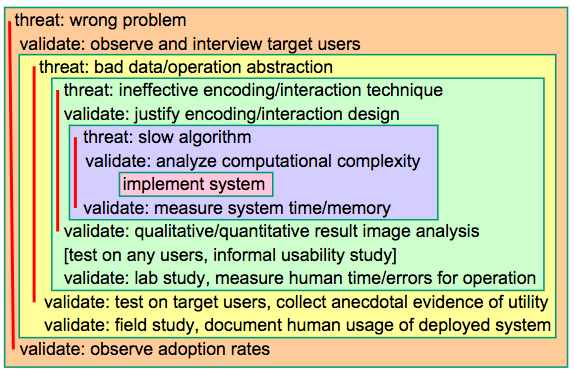 threat: wrong problem
validate: observe and interview target users
threat: bad data/operation abstraction
threat: ineffective encoding/interaction technique
validate: justify encoding/interaction design
threat: slow algorithm
validate: analyze computational complexity
implement system
validate: measure system time/memory
validate: qualitative/quantitative result image analysis
[test on any users, informal usability study]
validate: lab study, measure human time/errors for operation
validate: test on target users, collect anecdotal evidence of utility
validate: field study, document human usage of deployed system
validate: observe adoption rates